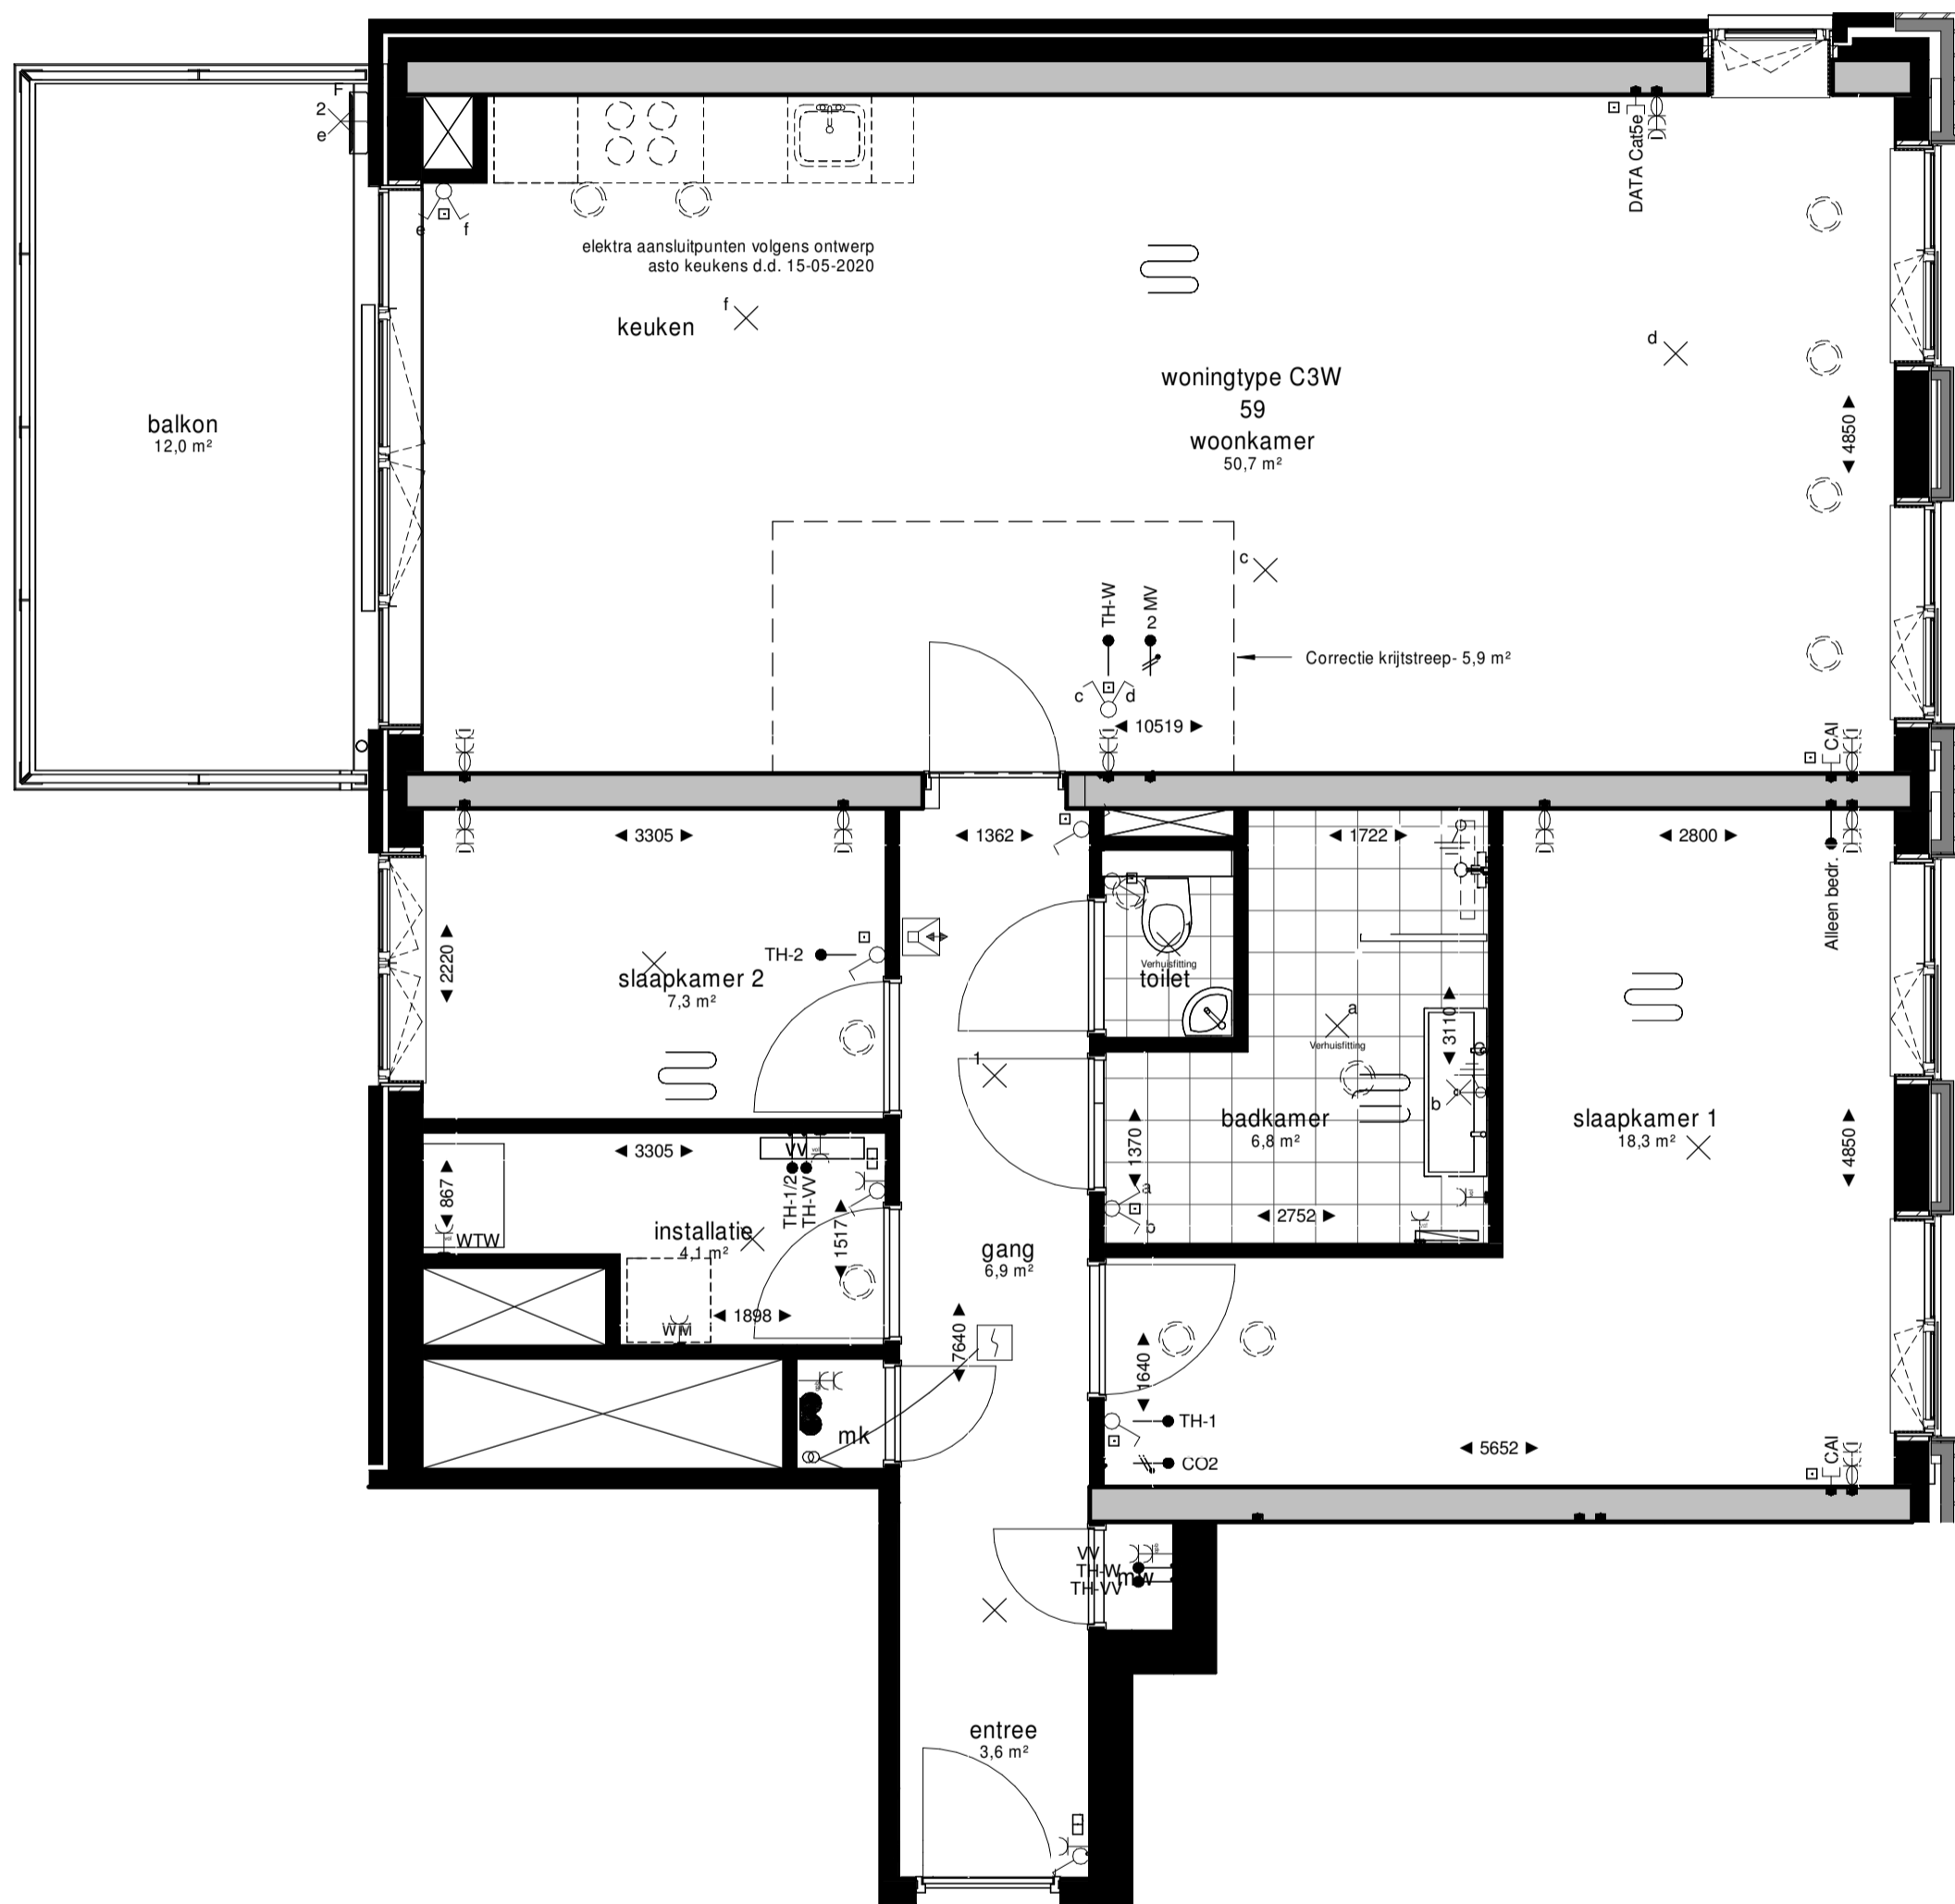 F
2
e
e
f
elektra aansluitpunten volgens ontwerp
asto keukens d.d. 15-05-2020
DATA Cat5e
keuken
f
d
woningtype C3W
59
woonkamer
50,7 m²
balkon
12,0 m²
4850
c
TH-W
2 MV
Correctie krijtstreep- 5,9 m²
c
d
10519
CAI
3305
1362
1722
2800
Alleen bedr.
2220
TH-2
slaapkamer 2
7,3 m²
1
Verhuisfitting
toilet
a
Verhuisfitting
3110
1
b
badkamer
6,8 m²
slaapkamer 1
18,3 m²
4850
1370
a
b
2752
3305
VV
TH-1/2
TH-VV
867
WTW
installatie
4,1 m²
1517
gang
6,9 m²
1898
WM
7640
1640
TH-1
mk
CO2
5652
CAI
VV
TH-W
TH-VV
mw
entree
3,6 m²